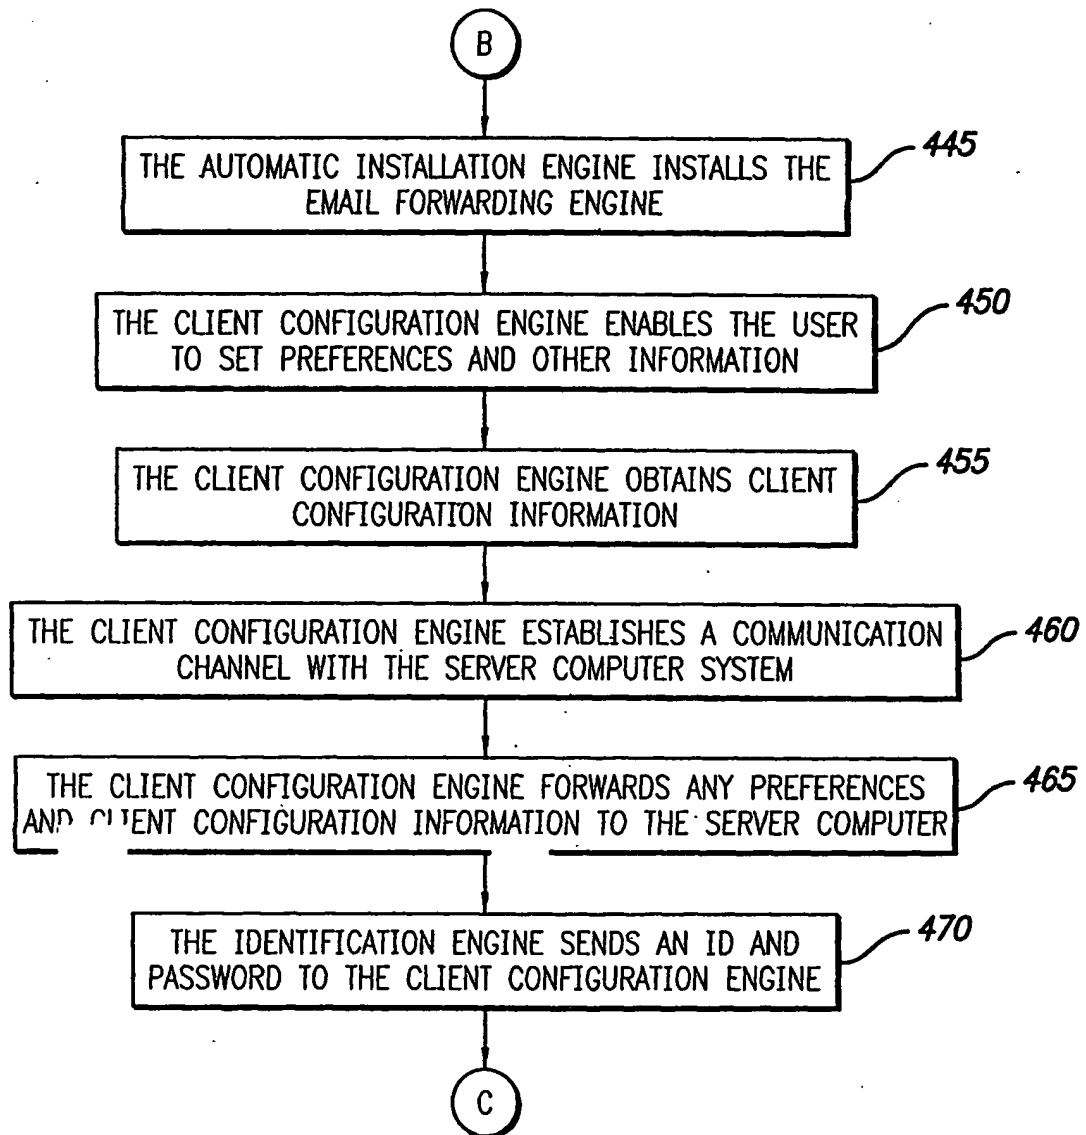 B
THE AUTOMATIC INSTALLATION ENGINE INSTALLS THE
EMAIL FORWARDING ENGINE
445
THE CLIENT CONFIGURATION ENGINE ENABLES THE USER
TO SET PREFERENCES AND OTHER INFORMATION
450
THE CLIENT CONFIGURATION ENGINE OBTAINS CLIENT
CONFIGURATION INFORMATION
455
THE CLIENT CONFIGURATION ENGINE ESTABLISHES A COMMUNICATION
CHANNEL WITH THE SERVER COMPUTER SYSTEM
460
THE CLIENT CONFIGURATION ENGINE FORWARDS ANY PREFERENCES
AND CLIENT CONFIGURATION INFORMATION TO THE SERVER COMPUTER
465
THE IDENTIFICATION ENGINE SENDS AN ID AND
PASSWORD TO THE CLIENT CONFIGURATION ENGINE
470
C